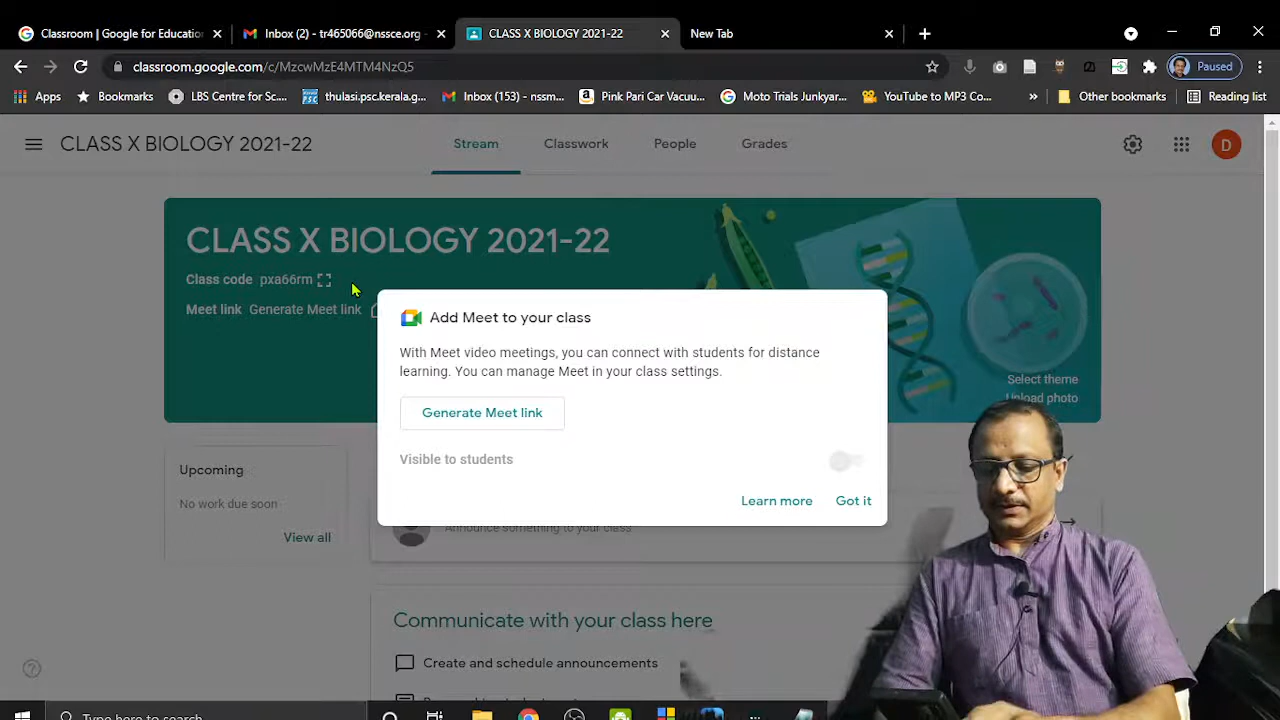 Classroom | Google for Education
Inbox (2) - tr465066@nssce.org
CLASS X BIOLOGY 2021-22
New Tab
classroom.google.com/c/MzcwMzE4MTM4NzQ5
Paused
Apps
Bookmarks
LBS Centre for Sc...
thulasi.psc.kerala.g...
Inbox (153) - nssm...
Pink Pari Car Vacuu...
Moto Trials Junkyar...
YouTube to MP3 Co...
»
Other bookmarks
Reading list
CLASS X BIOLOGY 2021-22
Stream
Classwork
People
Grades
D
CLASS X BIOLOGY 2021-22
Class code pxa66rm
Meet link Generate Meet link
Select theme
Upload photo
Add Meet to your class
With Meet video meetings, you can connect with students for distance
learning. You can manage Meet in your class settings.
Generate Meet link
Visible to students
Learn more Got it
Upcoming
No work due soon
View all
Announce something to your class
Communicate with your class here
Create and schedule announcements
Type here to search